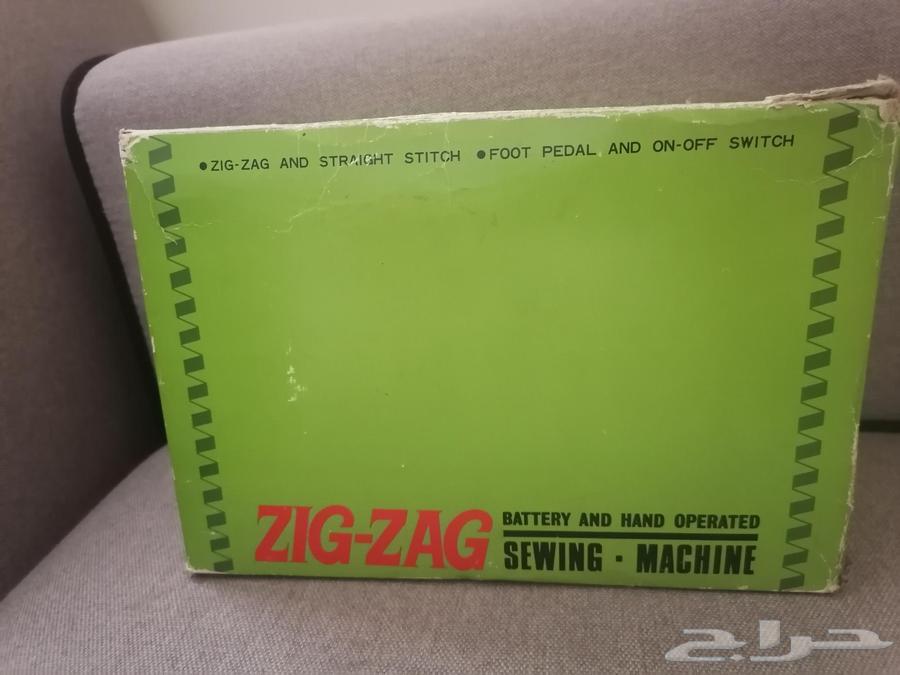 ●ZIG-ZAG AND STRAIGHT STITCH ●FOOT PEDAL AND ON-OFF SWITCH
ZIG-ZAG
BATTERY AND HAND OPERATED
SEWING · MACHINE
حراج